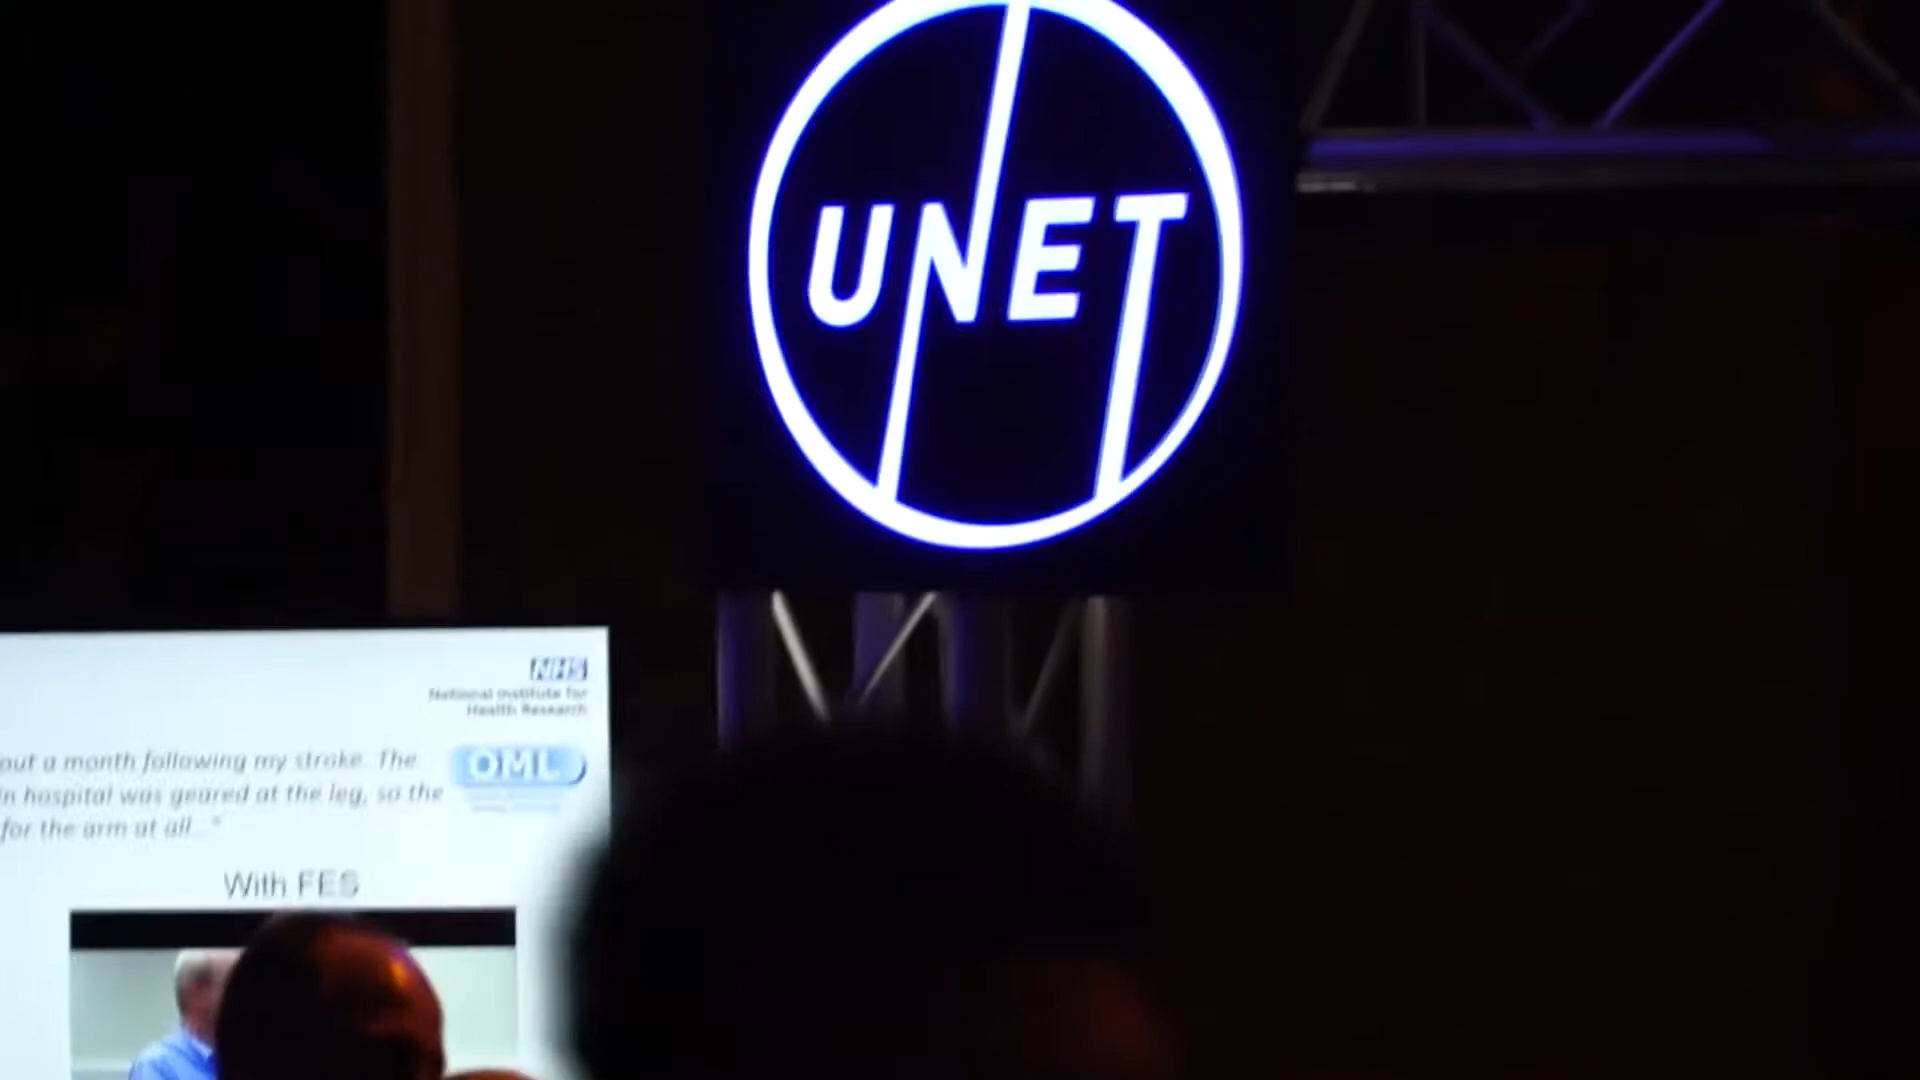 UNET
NHS
National Institute for
Health Research
out a month following my stroke. The
in hospital was geared at the leg, so the
for the arm at all..."
OML
With FES